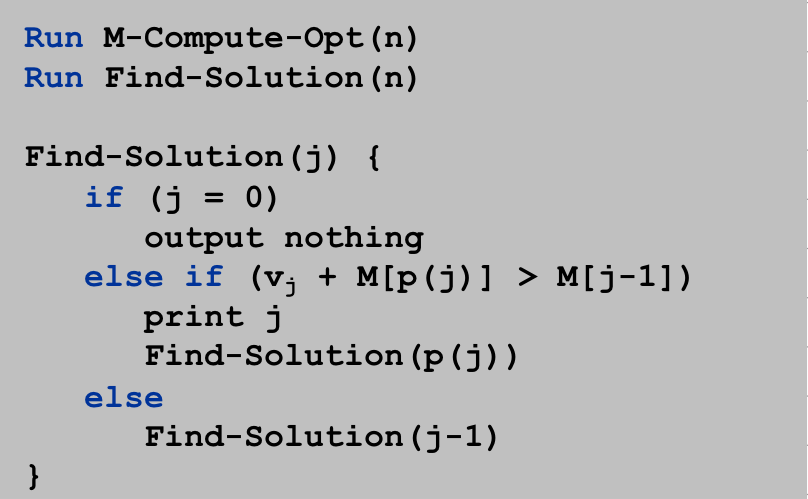 Run M-Compute-Opt(n)
Run Find-Solution(n)
Find-Solution(j) {
if (j = 0)
output nothing
else if (vj + M[p(j)] > M[j-1])
print j
Find-Solution(p(j))
else
Find-Solution(j-1)
}